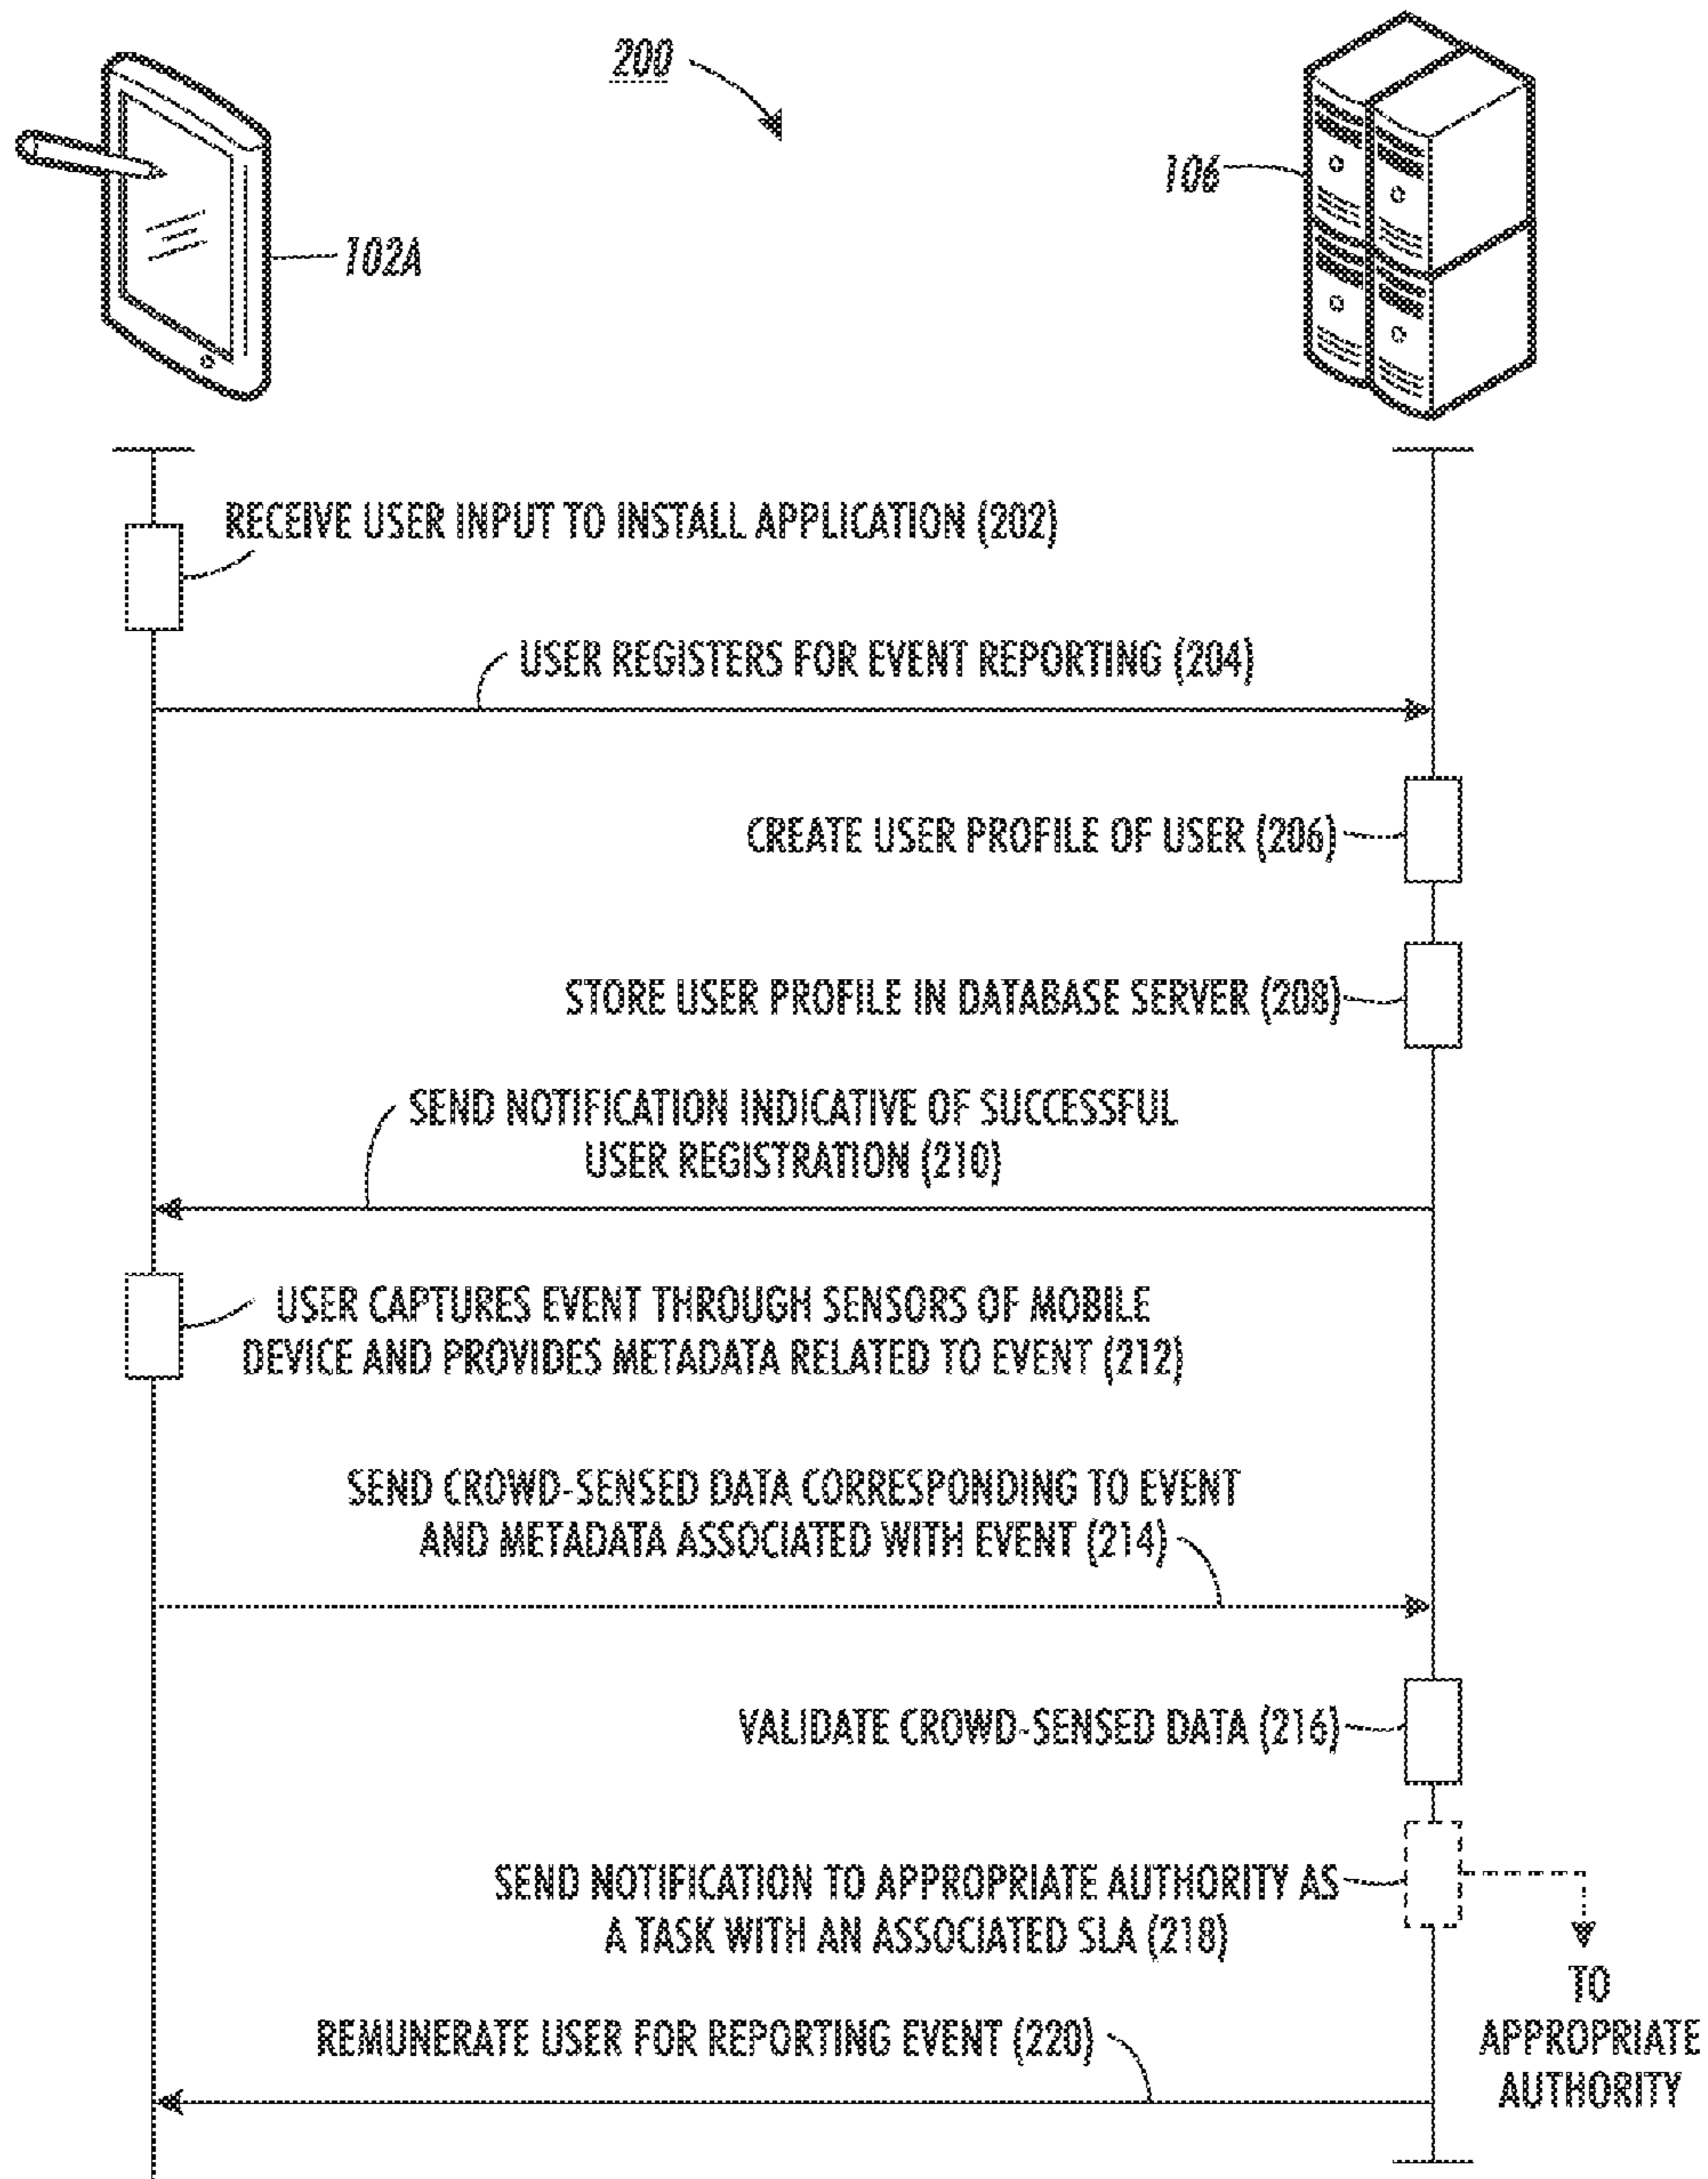 200
106
102A
RECEIVE USER INPUT TO INSTALL APPLICATION (202)
USER REGISTERS FOR EVENT REPORTING (204)
CREATE USER PROFILE OF USER (206)
STORE USER PROFILE IN DATABASE SERVER (208)
SEND NOTIFICATION INDICATIVE OF SUCCESSFUL
USER REGISTRATION (210)
USER CAPTURES EVENT THROUGH SENSORS OF MOBILE
DEVICE AND PROVIDES METADATA RELATED TO EVENT (212)
SEND CROWD-SENSED DATA CORRESPONDING TO EVENT
AND METADATA ASSOCIATED WITH EVENT (214)
VALIDATE CROWD-SENSED DATA (216)
SEND NOTIFICATION TO APPROPRIATE AUTHORITY AS
A TASK WITH AN ASSOCIATED SLA (218)
TO
APPROPRIATE
AUTHORITY
REMUNERATE USER FOR REPORTING EVENT (220)